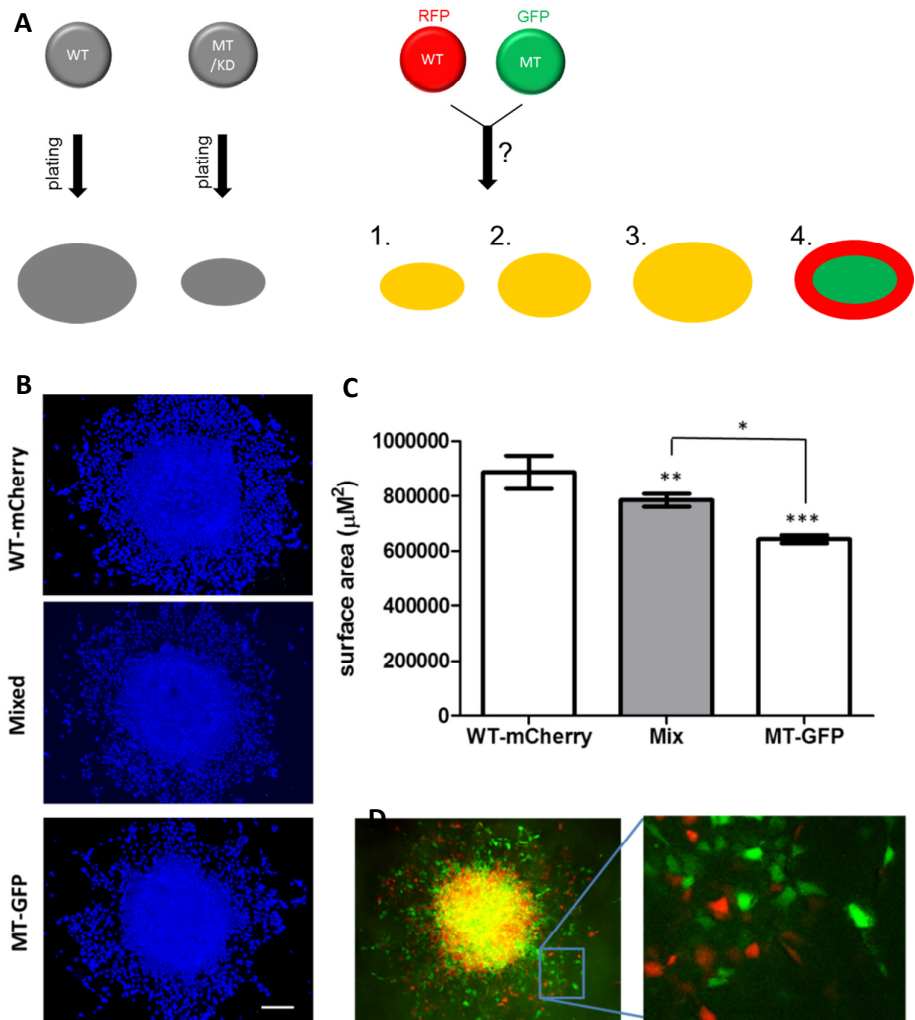 A
RFP
GFP
WT
MT
/KD
WT
MT
plating
plating
?
1.
2.
3.
4.
B
WT-mCherry
Mixed
MT-GFP
C
surface area (µM²)
1000000
800000
600000
400000
200000
0
*
**
***
WT-mCherry
Mix
MT-GFP
D